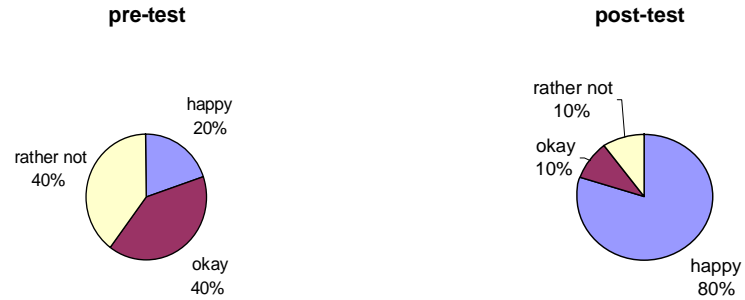 pre-test
happy
20%
rather not
40%
okay
40%
post-test
rather not
10%
okay
10%
happy
80%